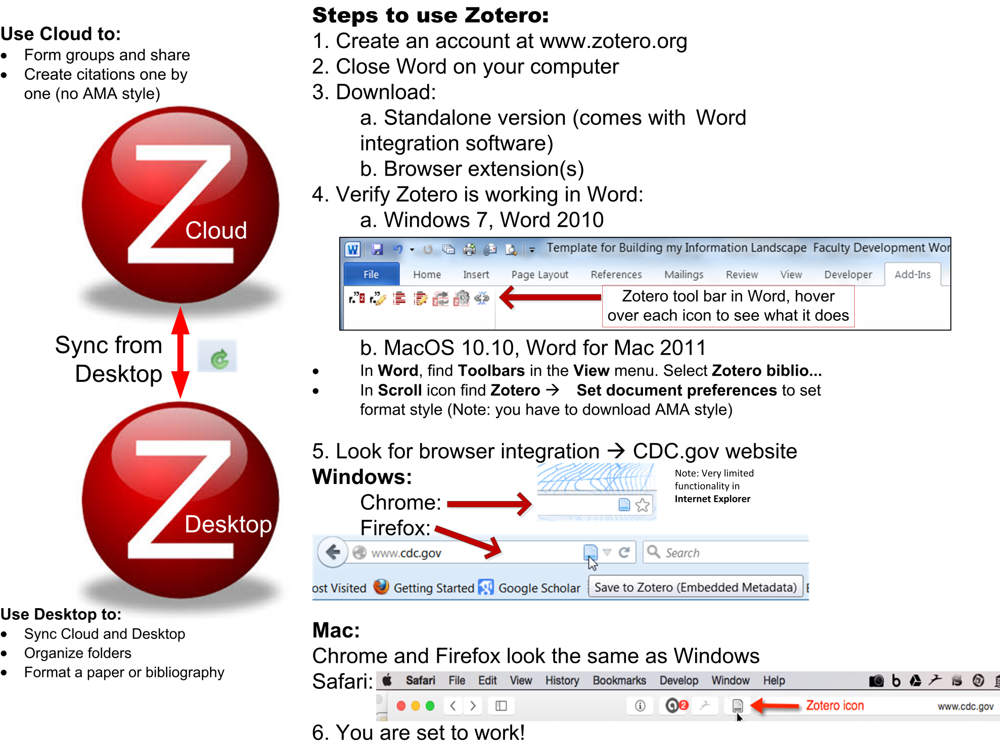 Use Cloud to:
• Form groups and share
• Create citations one by
one (no AMA style)
Z
Cloud
Sync from
Desktop
Z
Desktop
Use Desktop to:
• Sync Cloud and Desktop
• Organize folders
• Format a paper or bibliography
Steps to use Zotero:
1. Create an account at www.zotero.org
2. Close Word on your computer
3. Download:
a. Standalone version (comes with Word
integration software)
b. Browser extension(s)
4. Verify Zotero is working in Word:
a. Windows 7, Word 2010
W Template for Building my Information Landscape Faculty Development Wor
File Home Insert Page Layout References Mailings Review View Developer Add-Ins
Zotero tool bar in Word, hover
over each icon to see what it does
b. MacOS 10.10, Word for Mac 2011
• In Word, find Toolbars in the View menu. Select Zotero biblio...
• In Scroll icon find Zotero → Set document preferences to set
format style (Note: you have to download AMA style)
5. Look for browser integration → CDC.gov website
Windows:
Note: Very limited
functionality in
Internet Explorer
Chrome:
Firefox:
www.cdc.gov Search
ost Visited Getting Started Google Scholar Save to Zotero (Embedded Metadata)
Mac:
Chrome and Firefox look the same as Windows
Safari: Safari File Edit View History Bookmarks Develop Window Help
2 Zotero icon www.cdc.gov
6. You are set to work!